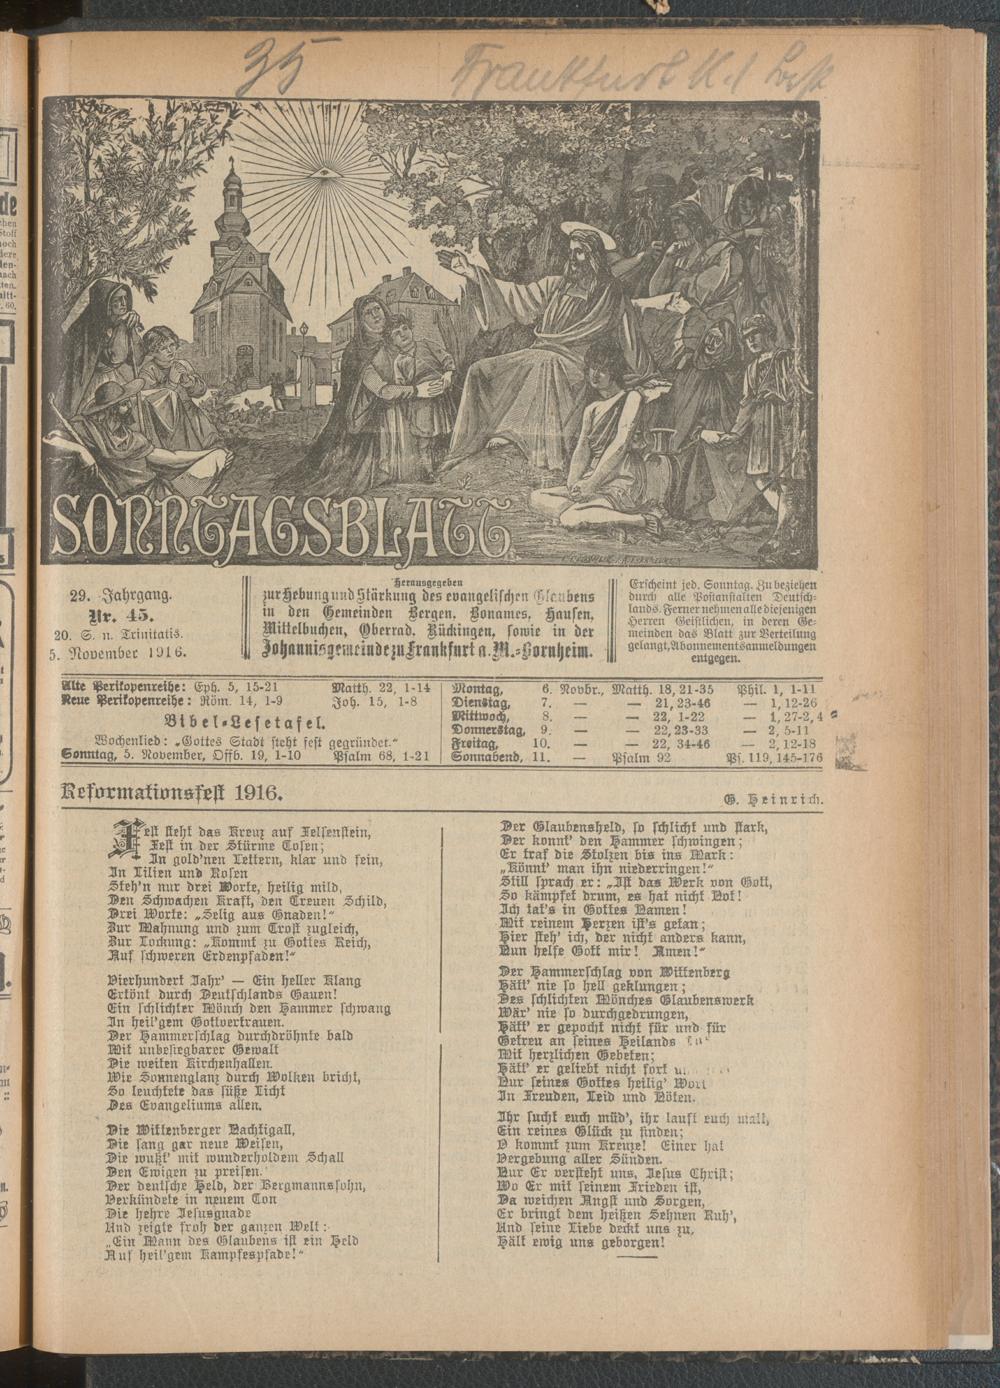 35 Frankfurt
SONNTAGSBLATT
29. Jahrgang.
Nr. 45.
20. S. n. Trinitatis.
5. November 1916.
Herausgegeben
zur Hebung und Stärkung des evangelischen Glaubens
in den Gemeinden Bergen, Bonames, Hausen,
Mittelbuchen, Oberrad, Rückingen, sowie in der
Johannisgemeinde zu Frankfurt a. M.-Bornheim.
Erscheint jed. Sonntag. Zu beziehen
durch alle Postanstalten Deutsch-
lands. Ferner nehmen alle diejenigen
Herren Geistlichen, in deren Ge-
meinden das Blatt zur Verteilung
gelangt, Abonnementsanmeldungen
entgegen.
Alte Perikopenreihe: Eph. 5, 15-21 Matth. 22, 1-14
Neue Perikopenreihe: Röm. 14, 1-9 Joh. 15, 1-8
Bibel-Lesetafel.
Wochenlied: „Gottes Stadt steht fest gegründet.“
Sonntag, 5. November, Offb. 19, 1-10 Psalm 68, 1-21
Montag, 6. Novbr., Matth. 18, 21-35 Phil. 1, 1-11
Dienstag, 7. — — 21, 23-46 — 1, 12-26
Mittwoch, 8. — — 22, 1-22 — 1, 27-2, 4
Donnerstag, 9. — — 22, 23-33 — 2, 5-11
Freitag, 10. — — 22, 34-46 — 2, 12-18
Sonnabend, 11. — Psalm 92 Ps. 119, 145-176
Reformationsfest 1916.
G. Heinrich.
Fest steht das Kreuz auf Felsenstein,
Fest in der Stürme Tosen;
In gold'nen Lettern, klar und fein,
In Lilien und Rosen
Steh'n nur drei Worte, heilig mild,
Den Schwachen Kraft, den Treuen Schild,
Drei Worte: „Selig aus Gnaden!“
Zur Mahnung und zum Trost zugleich,
Zur Lockung: „Kommt zu Gottes Reich,
Auf schweren Erdenpfaden!“
Vierhundert Jahr' — Ein heller Klang
Ertönt durch Deutschlands Gauen!
Ein schlichter Mönch den Hammer schwang
In heil'gem Gottvertrauen.
Der Hammerschlag durchdröhnte bald
Mit unbesiegbarer Gewalt
Die weiten Kirchenhallen.
Wie Sonnenglanz durch Wolken bricht,
So leuchtete das süße Licht
Des Evangeliums allen.
Die Wittenberger Nachtigall,
Die sang gar neue Weisen,
Die wußt' mit wunderholdem Schall
Den Ewigen zu preisen.
Der deutsche Held, der Bergmannssohn,
Verkündete in neuem Ton
Die hehre Jesusgnade
Und zeigte froh der ganzen Welt:
„Ein Mann des Glaubens ist ein Held
Auf heil'gem Kampfespfade!“
Der Glaubensheld, so schlicht und stark,
Der konnt' den Hammer schwingen;
Er traf die Stolzen bis ins Mark:
„Könnt' man ihn niederringen!“
Still sprach er: „Ist das Werk von Gott,
So kämpfet drum, es hat nicht Not!
Ich tat's in Gottes Namen!
Mit reinem Herzen ist's getan;
Hier steh' ich, der nicht anders kann,
Nun helfe Gott mir! Amen!“
Der Hammerschlag von Wittenberg
Hätt' nie so hell geklungen;
Des schlichten Mönches Glaubenswerk
Wär' nie so durchgedrungen,
Hätt' er gepocht nicht für und für
Getreu an seines Heilands
Mit herzlichen Gebeten;
Hätt' er geliebt nicht fort
Nur seines Gottes heilig' Wort
In Freuden, Leid und Nöten.
Ihr sucht euch müd', ihr lauft euch matt,
Ein reines Glück zu finden;
O kommt zum Kreuze! Einer hat
Vergebung aller Sünden.
Nur Er versteht uns, Jesus Christ;
Wo Er mit seinem Frieden ist,
Da weichen Angst und Sorgen,
Er bringt dem heißen Sehnen Ruh',
Und seine Liebe deckt uns zu,
Hält ewig uns geborgen!